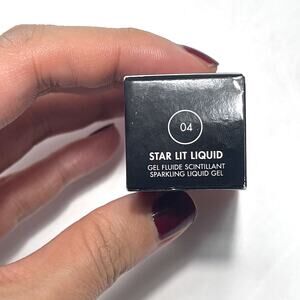 04
STAR LIT LIQUID
GEL FLUIDE SCINTILLANT
SPARKLING LIQUID GEL